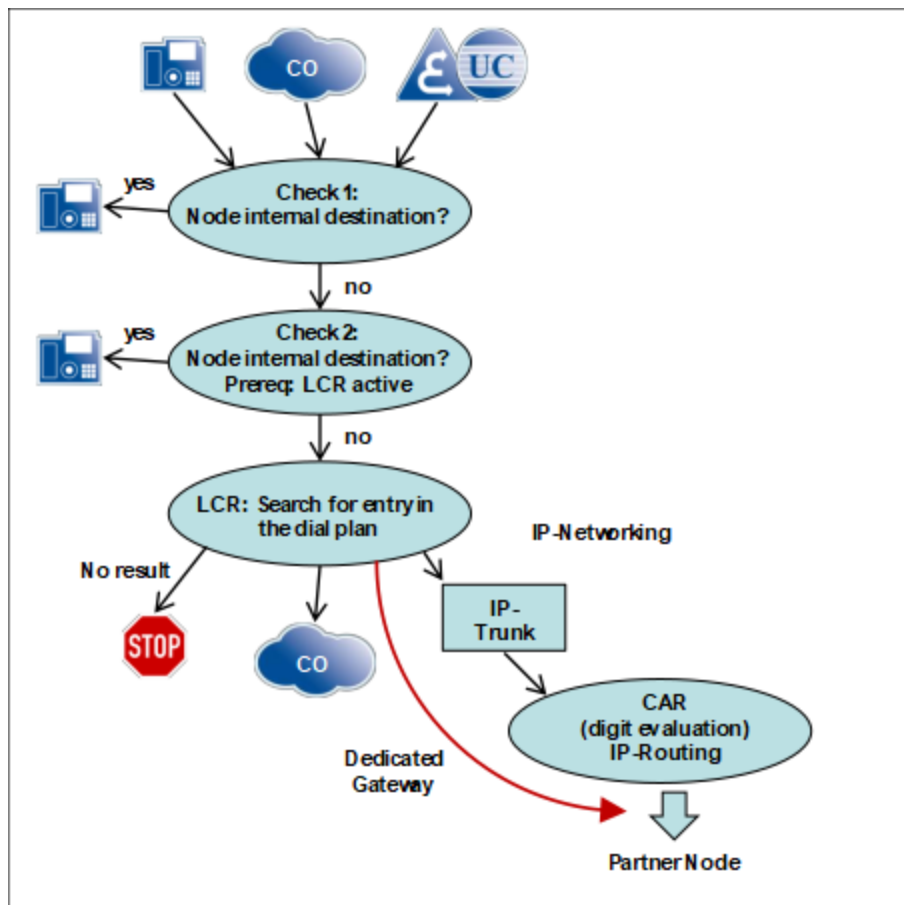 CO
UC
Check 1:
Node internal destination?
yes
no
Check 2:
Node internal destination?
Prereq: LCR active
yes
no
LCR: Search for entry in
the dial plan
IP-Networking
No result
STOP
CO
IP-
Trunk
CAR
(digit evaluation)
IP-Routing
Dedicated
Gateway
Partner Node